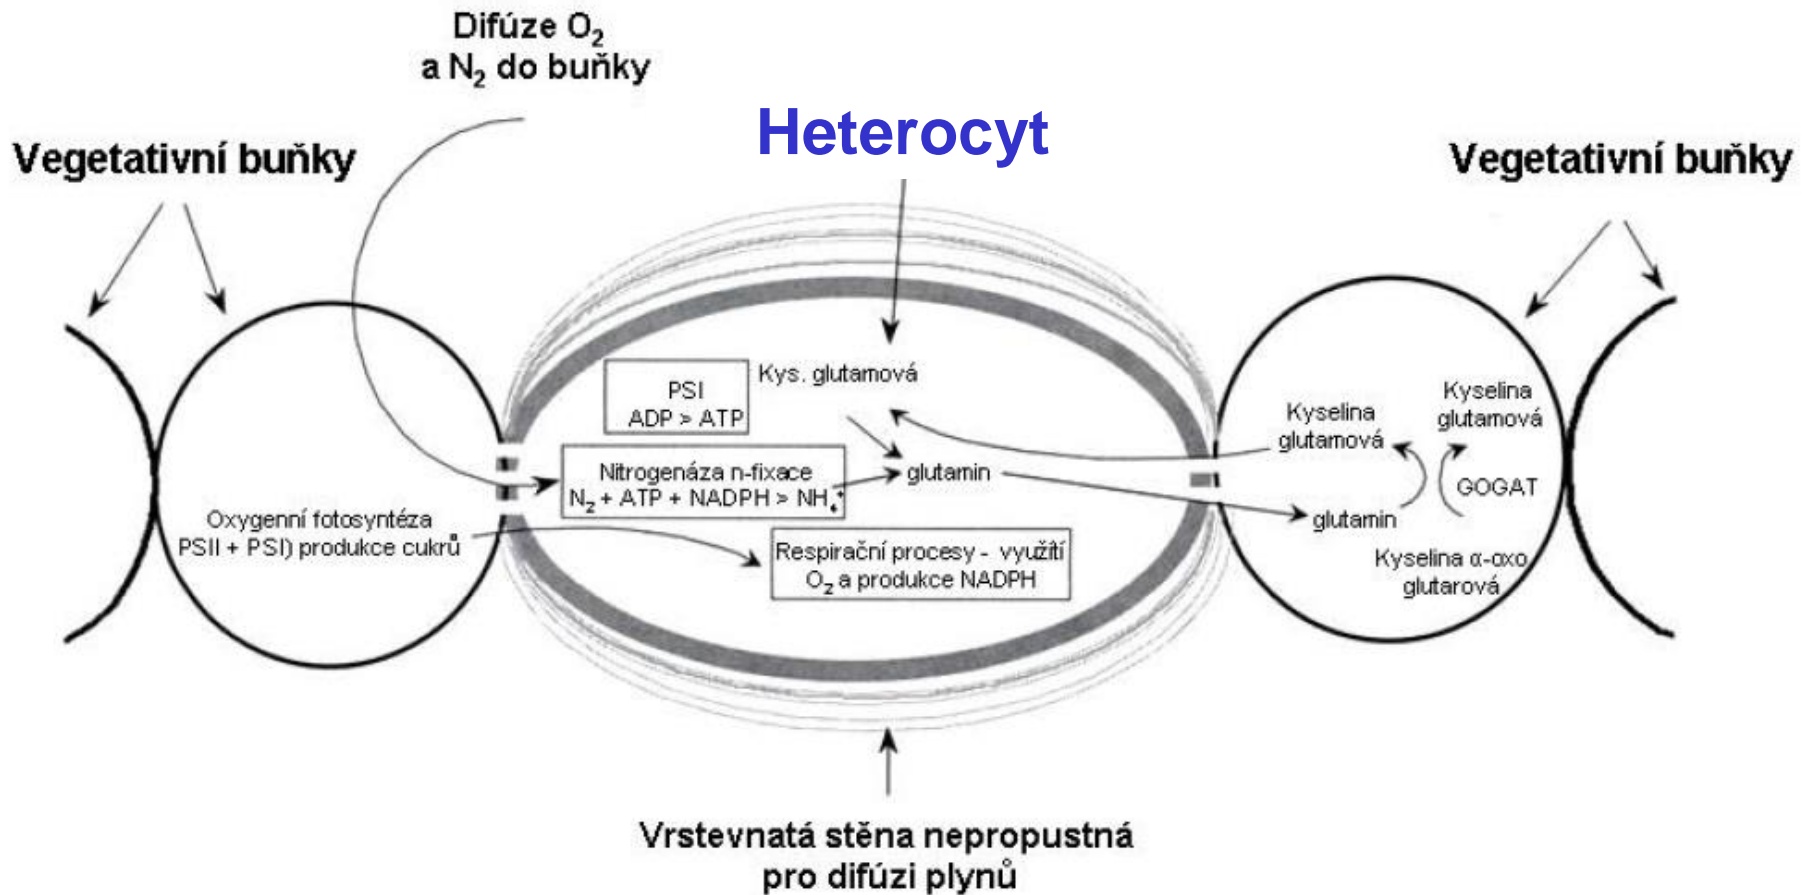 Difúze O₂
a N₂ do buňky
Heterocyt
Vegetativní buňky
Vegetativní buňky
PSI
ADP > ATP
Kys. glutamová
Nitrogenáza n-fixace
N₂ + ATP + NADPH > NH₄⁺
glutamin
Oxygenní fotosyntéza
PSII + PSI) produkce cukrů
Respirační procesy - využití
O₂ a produkce NADPH
Kyselina
glutamová
Kyselina
glutamová
GOGAT
glutamin
Kyselina α-oxo
glutarová
Vrstevnatá stěna nepropustná
pro difúzi plynů